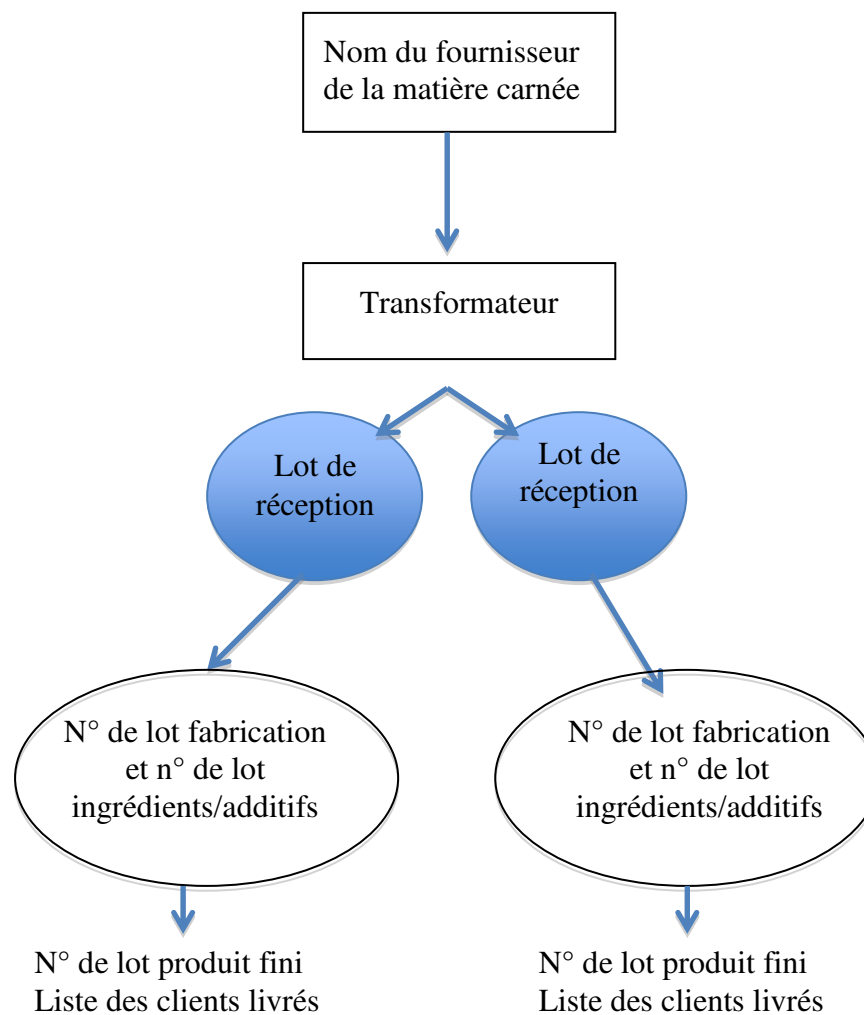 Nom du fournisseur
de la matière carnée
Transformateur
Lot de
réception
Lot de
réception
N° de lot fabrication
et n° de lot
ingrédients/additifs
N° de lot fabrication
et n° de lot
ingrédients/additifs
N° de lot produit fini
Liste des clients livrés
N° de lot produit fini
Liste des clients livrés